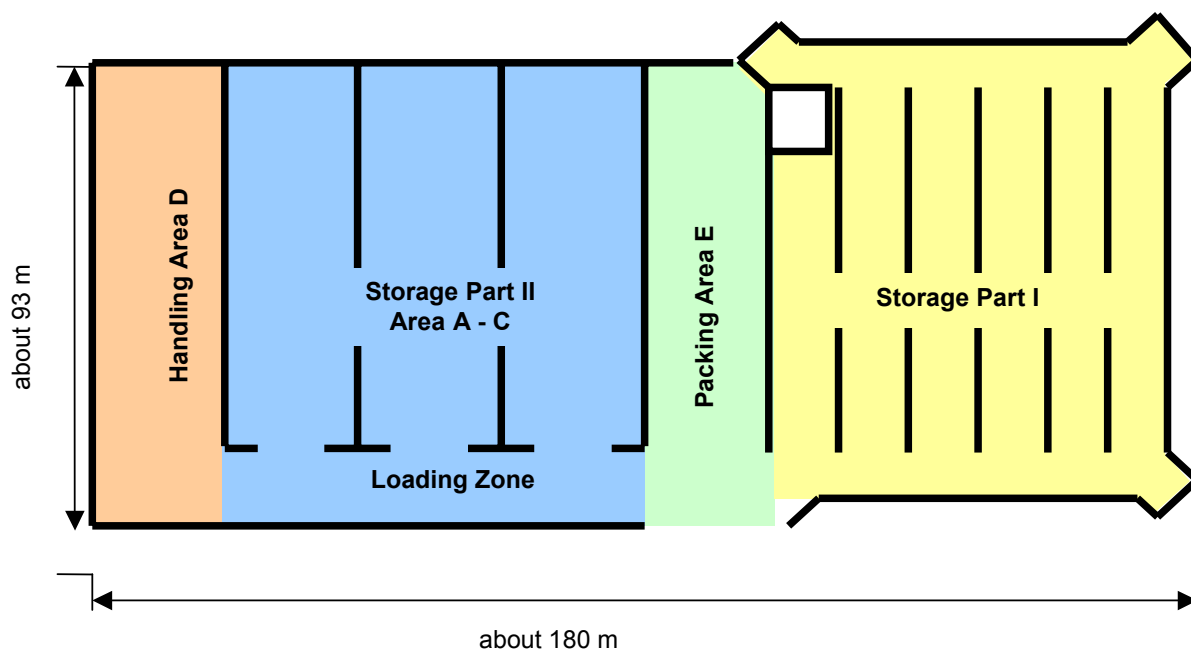 about 93 m
Handling Area D
Storage Part II
Area A - C
Loading Zone
Packing Area E
Storage Part I
about 180 m